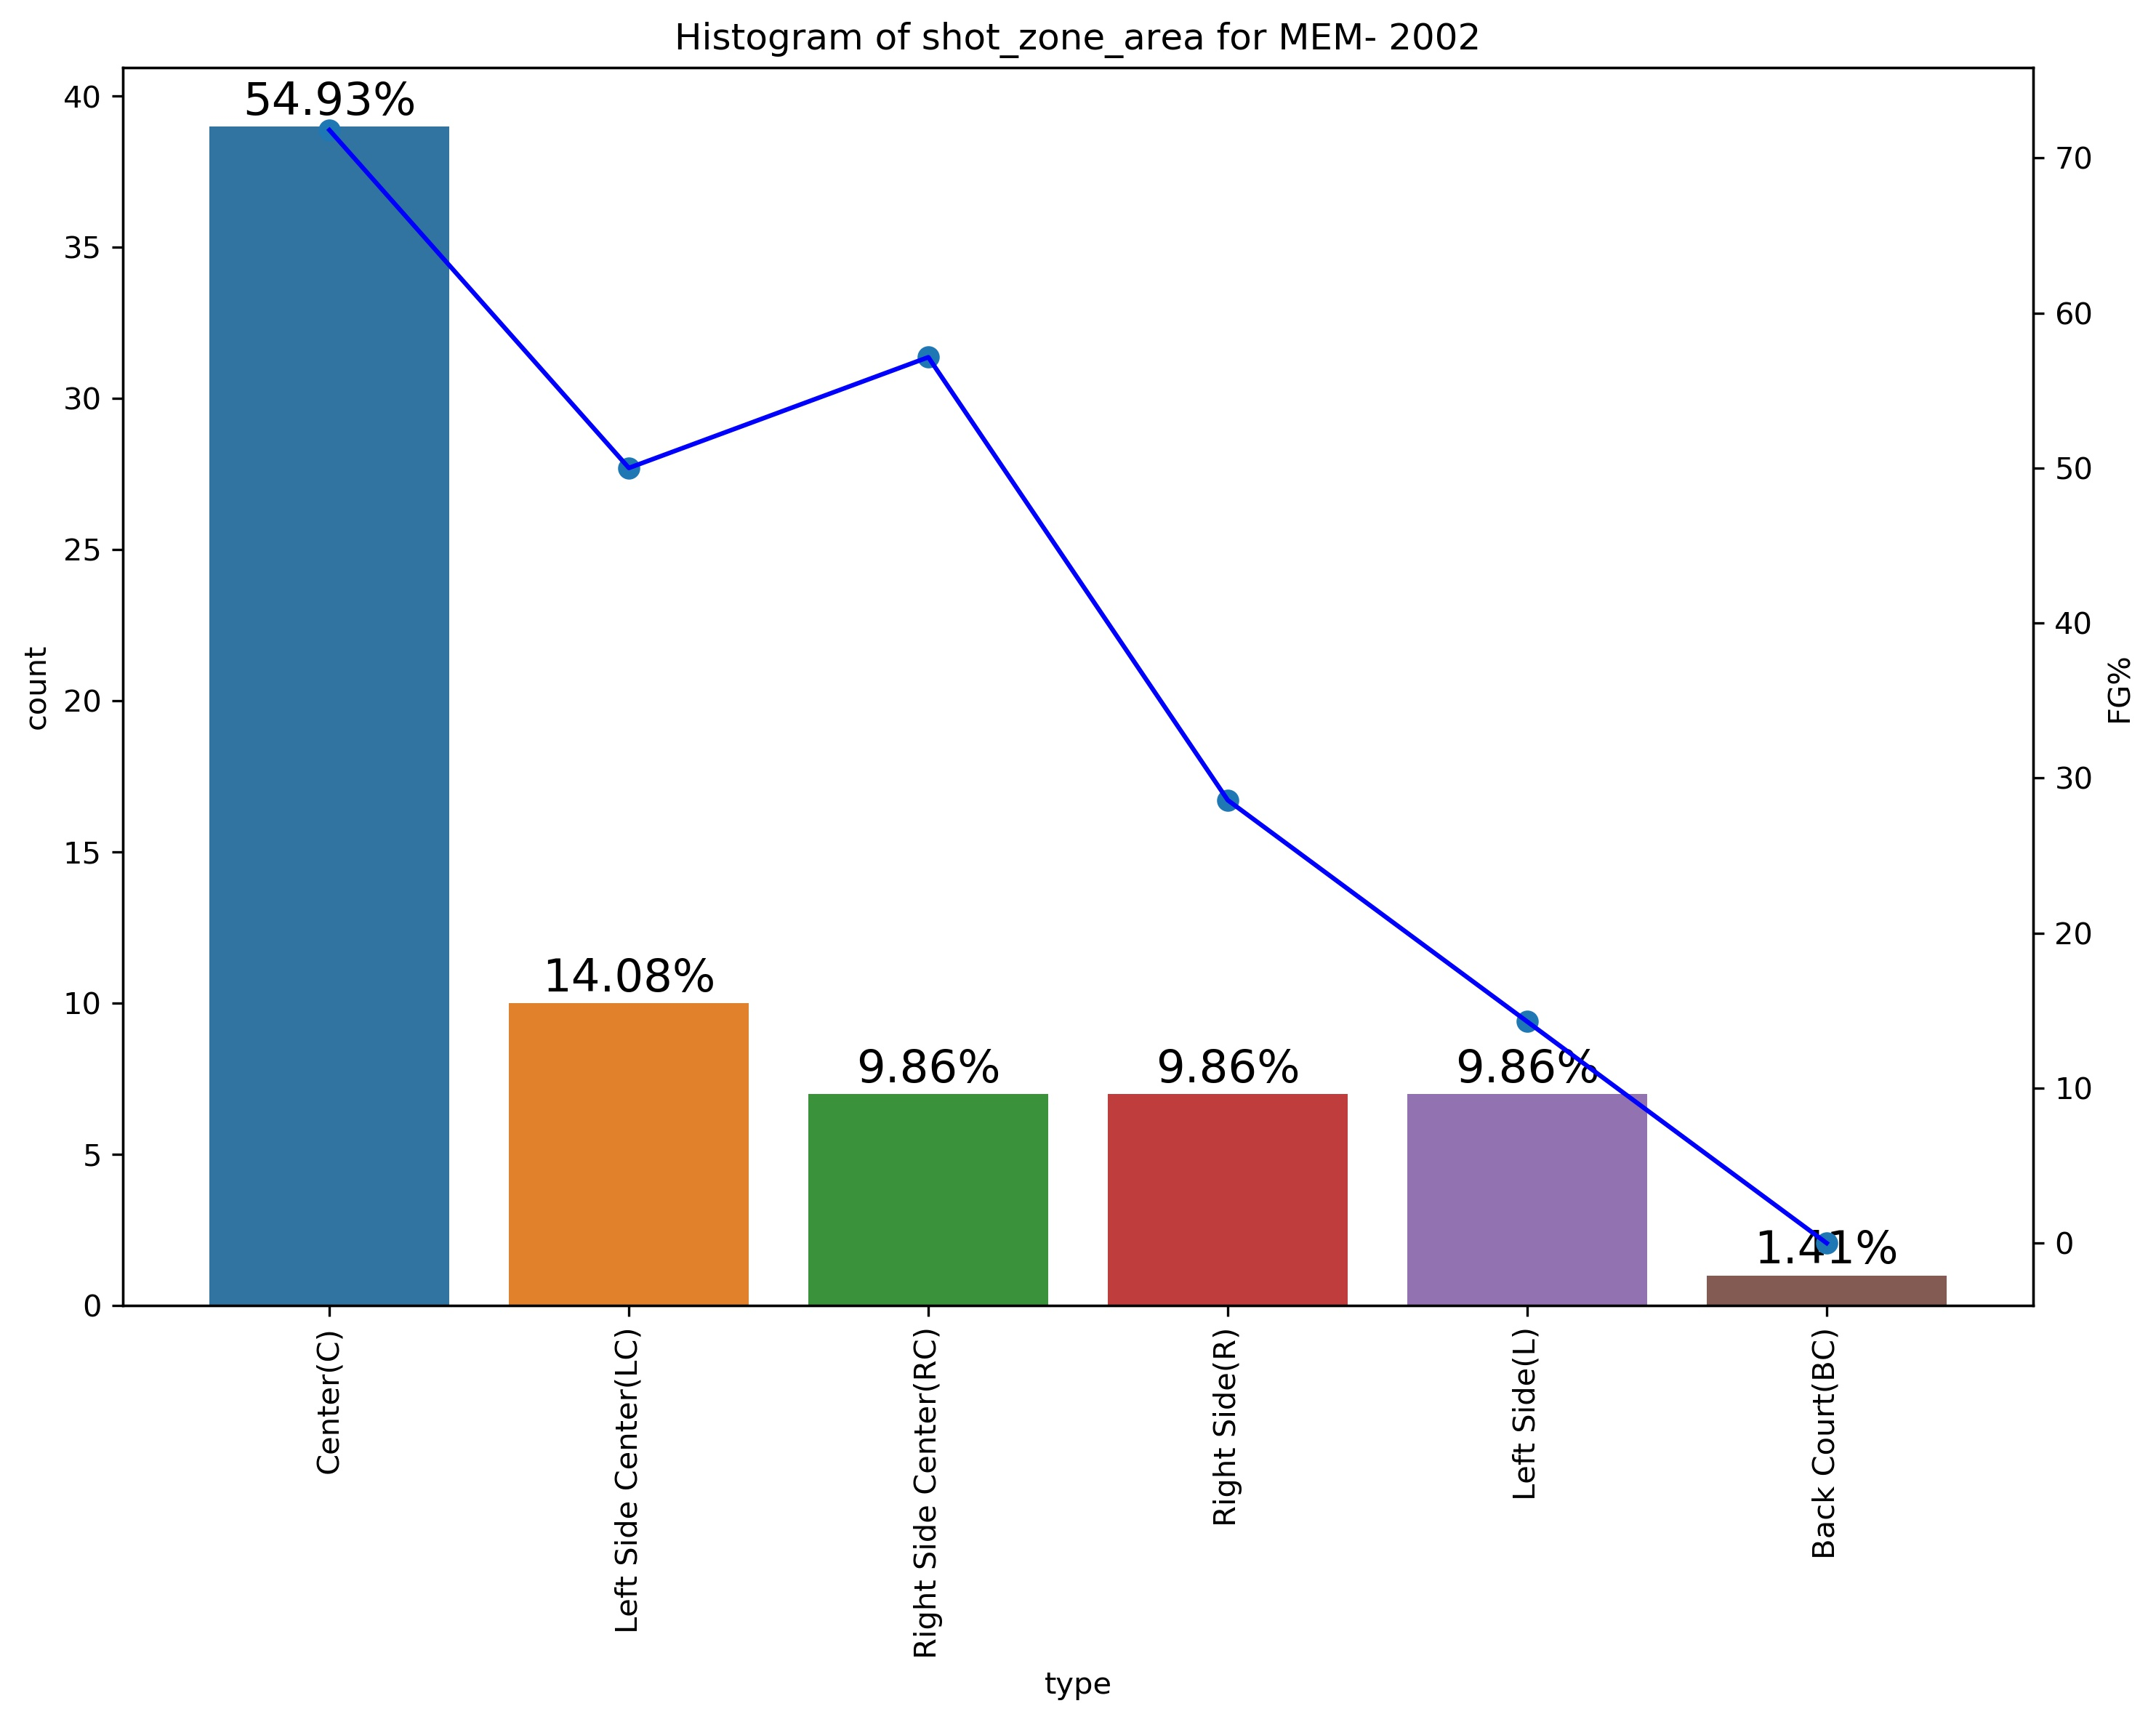 Histogram of shot_zone_area for MEM- 2002
40
35
30
25
20
15
10
5
0
count
54.93%
14.08%
9.86%
9.86%
9.86%
1.41%
70
60
50
40
30
20
10
0
FG%
Center(C)
Left Side Center(LC)
Right Side Center(RC)
Right Side(R)
Left Side(L)
Back Court(BC)
type